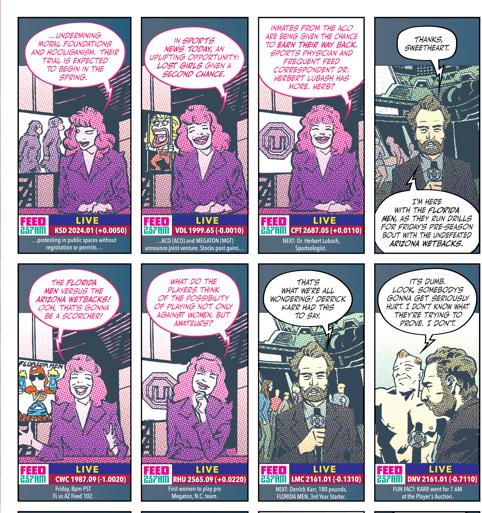 ...UNDERMINING
MORAL FOUNDATIONS
AND HOOLIGANISM. THEIR
TRIAL IS EXPECTED
TO BEGIN IN THE
SPRING.
FEED
237AM
LIVE
KSD 2024.01 (+0.0050)
...protesting in public spaces without
registration or permits...
IN SPORTS
NEWS TODAY, AN
UPLIFTING OPPORTUNITY:
LOST GIRLS GIVEN A
SECOND CHANCE.
FEED
237AM
LIVE
VDL 1999.65 (-0.0010)
...ACO (ACO) and MEGATON (MGT)
announce joint venture. Stocks post gains...
INMATES FROM THE ACO
ARE BEING GIVEN THE CHANCE
TO EARN THEIR WAY BACK.
SPORTS PHYSICIAN AND
FREQUENT FEED
CORRESPONDENT DR.
HERBERT LUBASH HAS
MORE. HERB?
FEED
237AM
LIVE
CPT 2687.05 (+0.0110)
NEXT: Dr. Herbert Lubash,
Sportsologist.
THANKS,
SWEETHEART.
I'M HERE
WITH THE FLORIDA
MEN, AS THEY RUN DRILLS
FOR FRIDAY'S PRE-SEASON
BOUT WITH THE UNDEFEATED
ARIZONA WETBACKS.
THE FLORIDA
MEN VERSUS THE
ARIZONA WETBACKS!
OOH, THAT'S GONNA
BE A SCORCHER!
FLORIDA MEN
FEED
237AM
LIVE
CWC 1987.09 (-1.0020)
Friday, 8pm PST
FL vs AZ Feed 102.
WHAT DO THE
PLAYERS THINK
OF THE POSSIBILITY
OF PLAYING NOT ONLY
AGAINST WOMEN, BUT
AMATEURS?
FEED
237AM
LIVE
RHU 2565.09 (+0.0220)
First women to play pro
Megaton, N.C. team.
THAT'S
WHAT WE'RE ALL
WONDERING! DERRICK
KARR HAD THIS
TO SAY.
FEED
237AM
LIVE
LMC 2161.01 (-0.1310)
NEXT: Derrick Karr, 180 pounds,
FLORIDA MEN, 3rd Year Starter.
IT'S DUMB.
LOOK, SOMEBODY'S
GONNA GET SERIOUSLY
HURT. I DON'T KNOW WHAT
THEY'RE TRYING TO
PROVE. I DON'T.
FEED
237AM
LIVE
DNV 2161.01 (-0.7110)
FUN FACT: KARR went for 7.6M
at the Player's Auction.